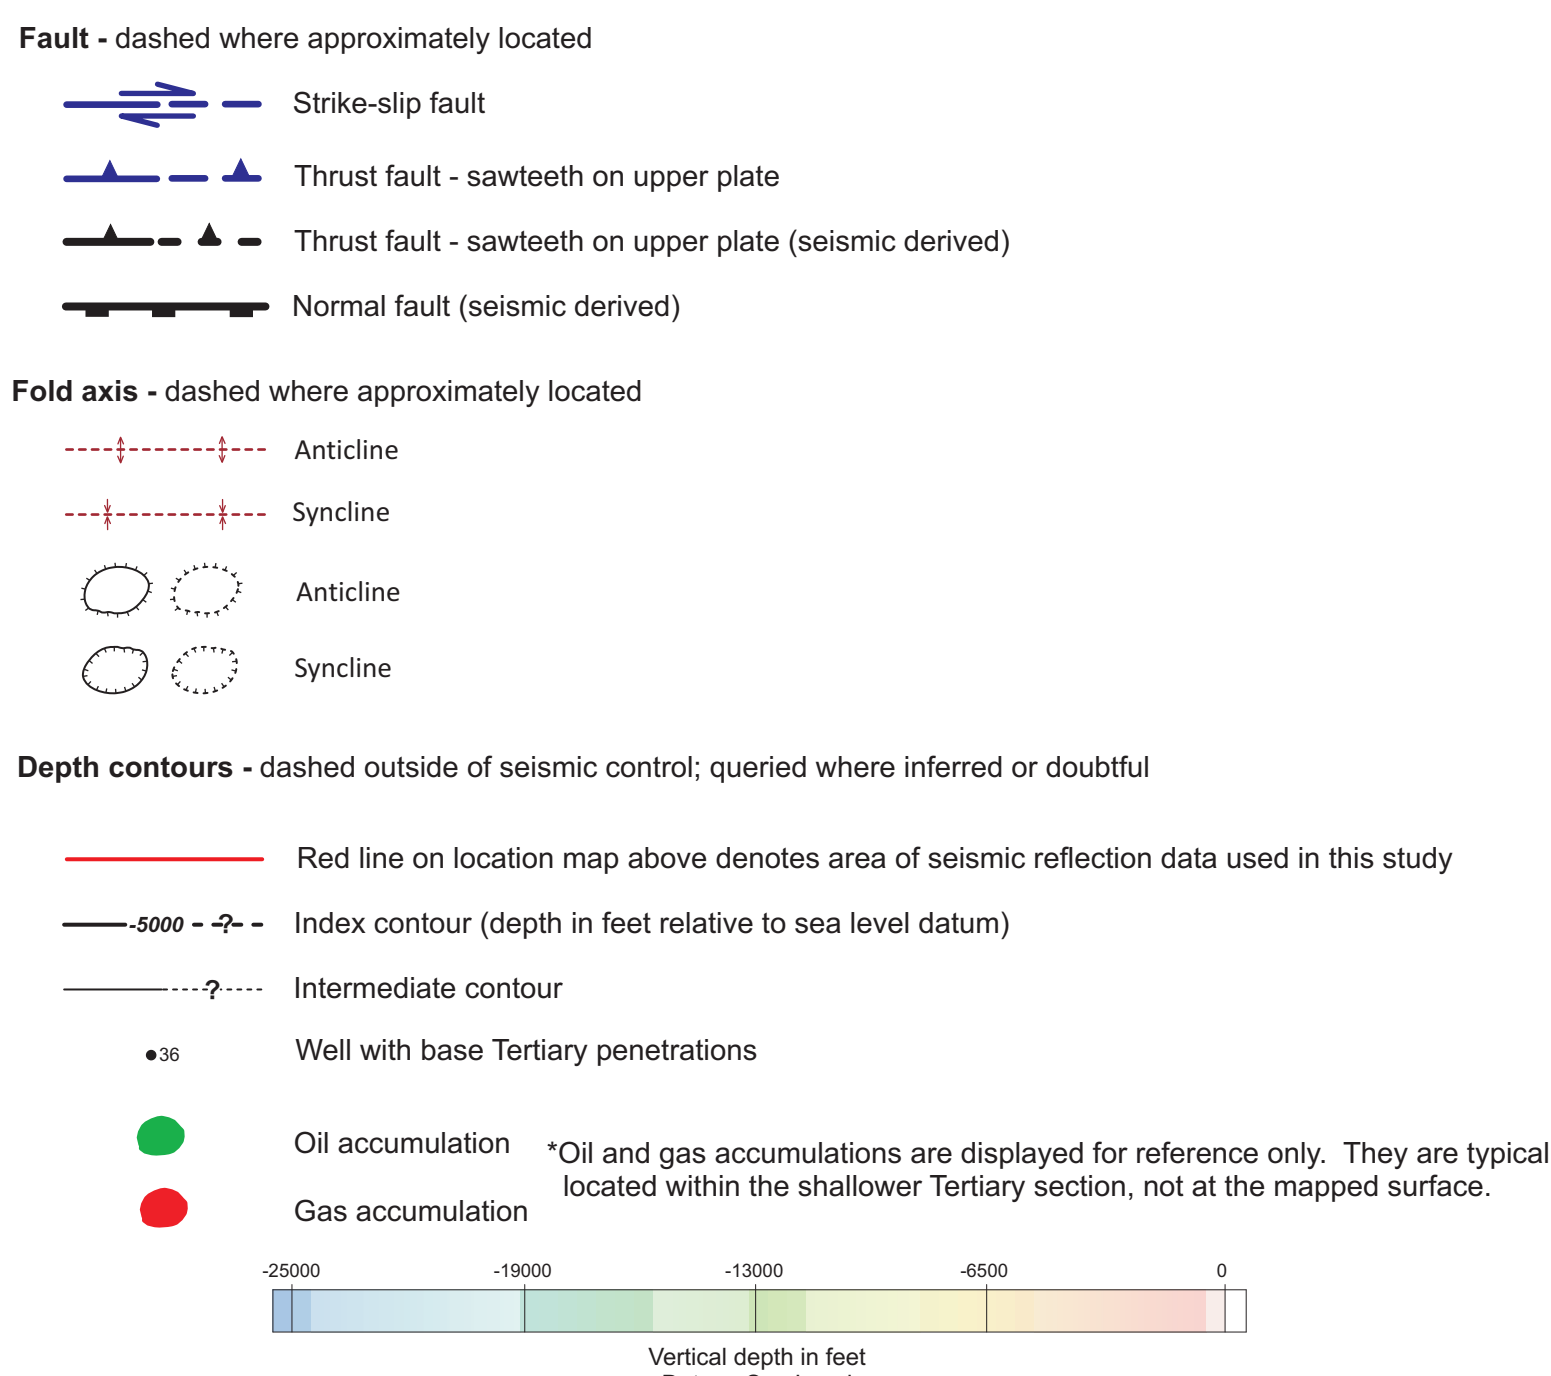 Fault - dashed where approximately located
Strike-slip fault
Thrust fault - sawteeth on upper plate
Thrust fault - sawteeth on upper plate (seismic derived)
Normal fault (seismic derived)
Fold axis - dashed where approximately located
Anticline
Syncline
Anticline
Syncline
Depth contours - dashed outside of seismic control; queried where inferred or doubtful
Red line on location map above denotes area of seismic reflection data used in this study
-5000 ? Index contour (depth in feet relative to sea level datum)
? Intermediate contour
36 Well with base Tertiary penetrations
Oil accumulation
*Oil and gas accumulations are displayed for reference only. They are typical
located within the shallower Tertiary section, not at the mapped surface.
Gas accumulation
-25000 -19000 -13000 -6500 0
Vertical depth in feet